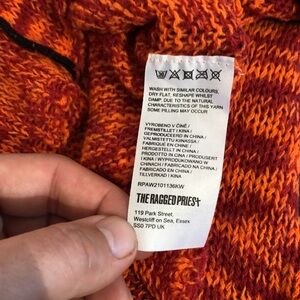 WASH WITH SIMILAR COLOURS,
DRY FLAT, RESHAPE WHILST
DAMP. DUE TO THE NATURAL
CHARACTERISTICS OF THIS YARN
SOME PILLING MAY OCCUR
VYROBENO V ČÍNĚ /
FREMSTILLET I KINA /
GEPRODUCEERD IN CHINA /
VALMISTETTU KIINASSA /
FABRIQUÉ EN CHINE /
HERGESTELLT IN CHINA /
PRODOTTO IN CINA / PRODUSERT
I KINA / WYPRODUKOWANO W
CHINACH / FABRICADO NA CHINA /
FABRICADO EN CHINA /
TILLVERKAD I KINA /
RPAW2101136KW
THE RAGGED PRIEST
119 Park Street,
Westcliff on Sea, Essex
SS0 7PD UK